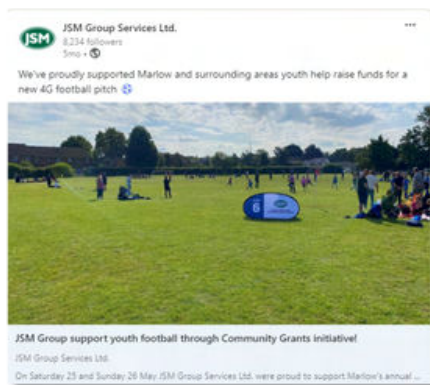 JSM
JSM Group Services Ltd.
8,234 followers
5mo •
We've proudly supported Marlow and surrounding areas youth help raise funds for a
new 4G football pitch
6
JSM Group support youth football through Community Grants initiative!
JSM Group Services Ltd.
On Saturday 25 and Sunday 26 May JSM Group Services Ltd. were proud to support Marlow's annual ...